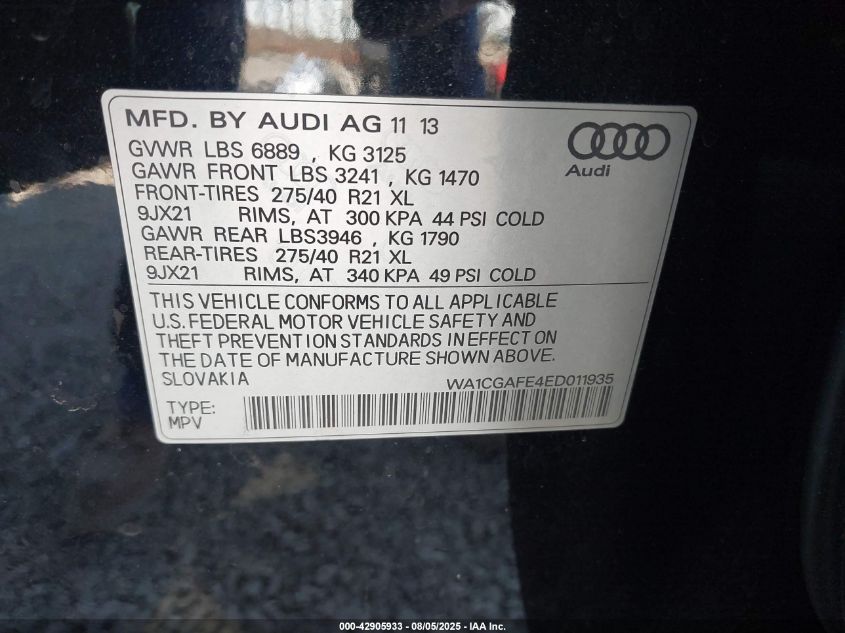 MFD. BY AUDI AG 11 13
Audi
GVWR LBS 6889 , KG 3125
GAWR FRONT LBS 3241 , KG 1470
FRONT-TIRES 275/40 R21 XL
9JX21 RIMS, AT 300 KPA 44 PSI COLD
GAWR REAR LBS3946 , KG 1790
REAR-TIRES 275/40 R21 XL
9JX21 RIMS, AT 340 KPA 49 PSI COLD
THIS VEHICLE CONFORMS TO ALL APPLICABLE
U.S. FEDERAL MOTOR VEHICLE SAFETY AND
THEFT PREVENTION STANDARDS IN EFFECT ON
THE DATE OF MANUFACTURE SHOWN ABOVE.
SLOVAKIA WA1CGAFE4ED011935
TYPE:
MPV
000-42905933 - 08/05/2025 - IAA Inc.